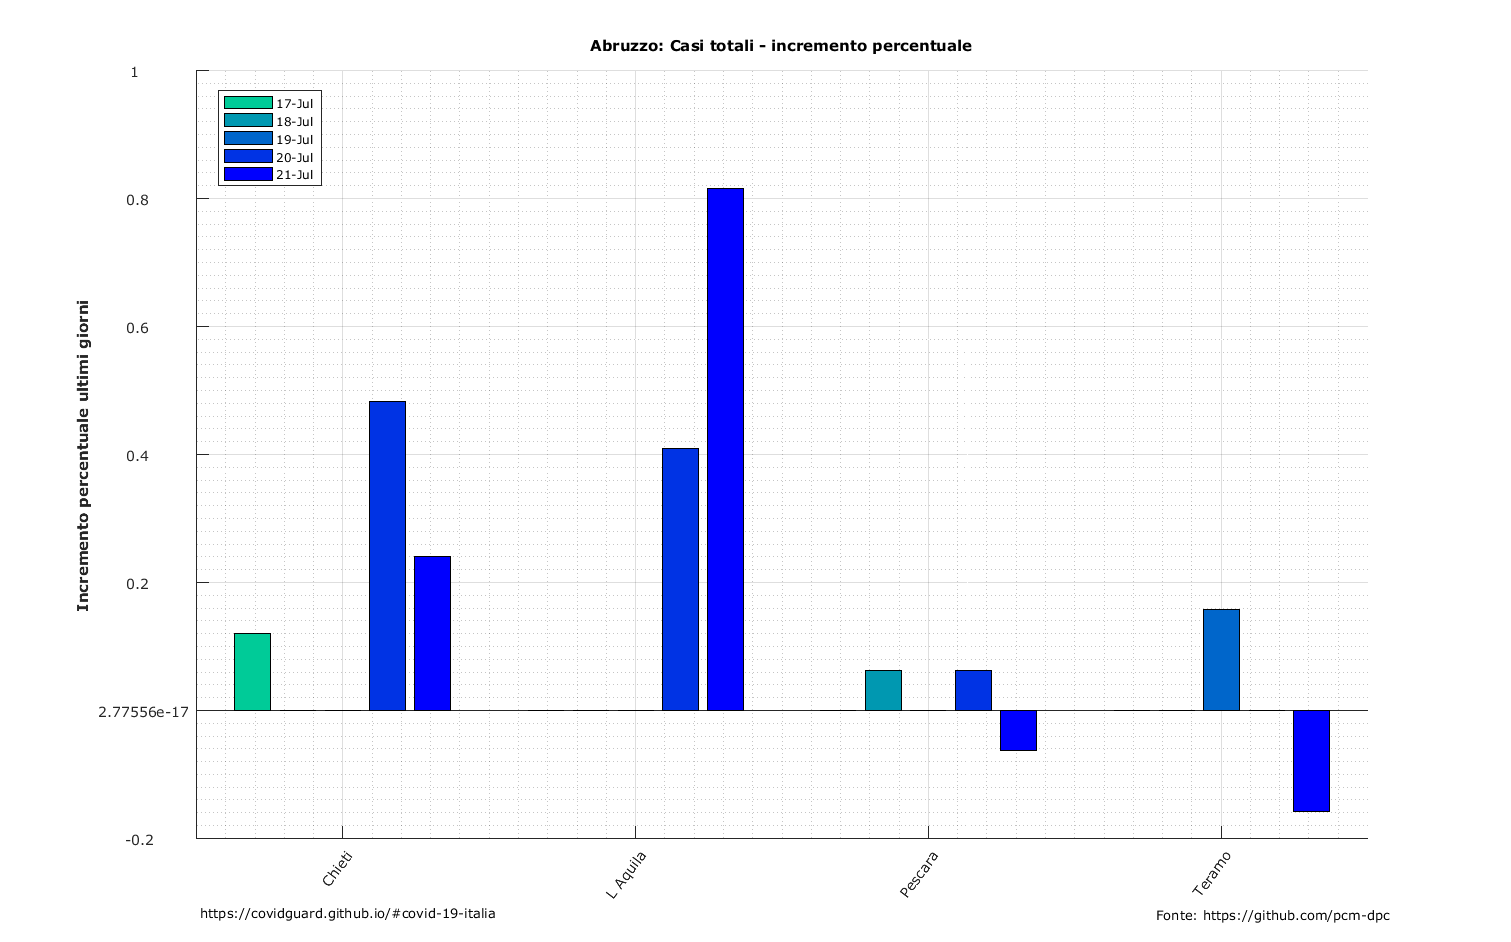 Abruzzo: Casi totali - incremento percentuale
1
17-Jul
18-Jul
19-Jul
20-Jul
21-Jul
0.8
0.6
0.4
0.2
2.77556e-17
-0.2
Incremento percentuale ultimi giorni
Chieti
L Aquila
Pescara
Teramo
https://covidguard.github.io/#covid-19-italia
Fonte: https://github.com/pcm-dpc